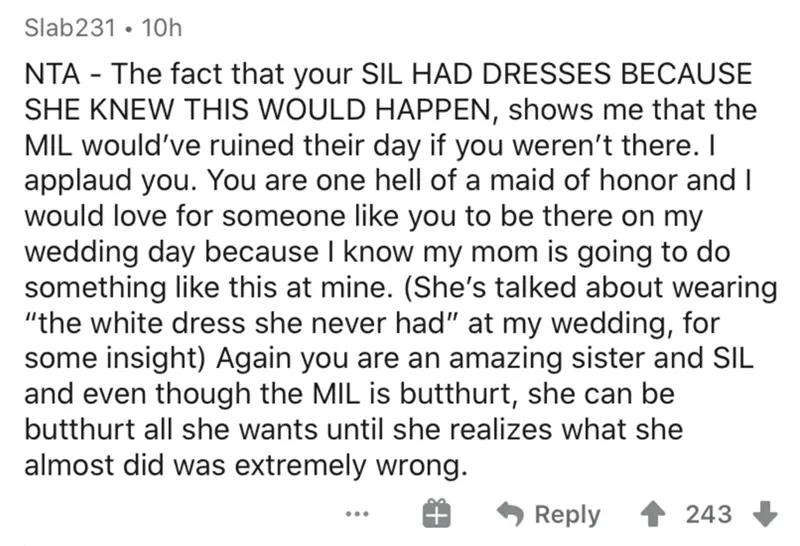 Slab231 • 10h
NTA - The fact that your SIL HAD DRESSES BECAUSE
SHE KNEW THIS WOULD HAPPEN, shows me that the
MIL would’ve ruined their day if you weren’t there. I
applaud you. You are one hell of a maid of honor and I
would love for someone like you to be there on my
wedding day because I know my mom is going to do
something like this at mine. (She’s talked about wearing
“the white dress she never had” at my wedding, for
some insight) Again you are an amazing sister and SIL
and even though the MIL is butthurt, she can be
butthurt all she wants until she realizes what she
almost did was extremely wrong.
... Reply 243